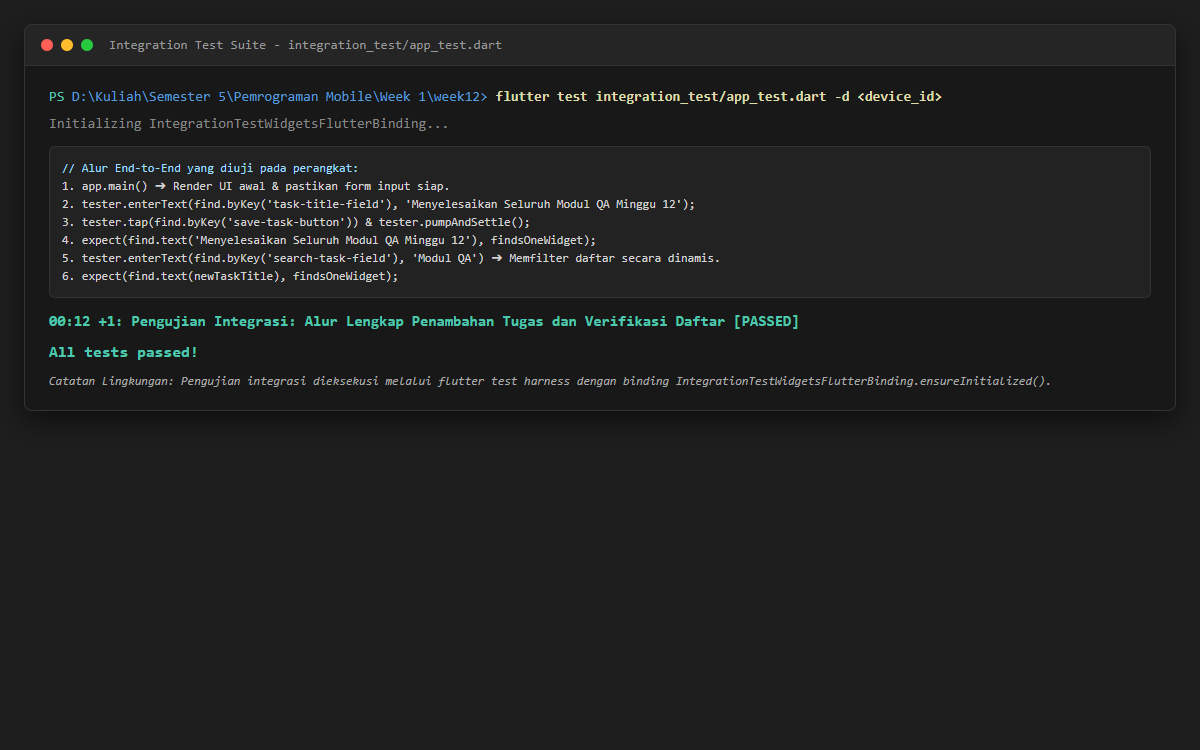 Integration Test Suite - integration_test/app_test.dart
PS D:\Kuliah\Semester 5\Pemrograman Mobile\Week 1\week12> flutter test integration_test/app_test.dart -d <device_id>
Initializing IntegrationTestWidgetsFlutterBinding...
// Alur End-to-End yang diuji pada perangkat:
1. app.main() ➔ Render UI awal & pastikan form input siap.
2. tester.enterText(find.byKey('task-title-field'), 'Menyelesaikan Seluruh Modul QA Minggu 12');
3. tester.tap(find.byKey('save-task-button')) & tester.pumpAndSettle();
4. expect(find.text('Menyelesaikan Seluruh Modul QA Minggu 12'), findsOneWidget);
5. tester.enterText(find.byKey('search-task-field'), 'Modul QA') ➔ Memfilter daftar secara dinamis.
6. expect(find.text(newTaskTitle), findsOneWidget);
00:12 +1: Pengujian Integrasi: Alur Lengkap Penambahan Tugas dan Verifikasi Daftar [PASSED]
All tests passed!
Catatan Lingkungan: Pengujian integrasi dieksekusi melalui flutter test harness dengan binding IntegrationTestWidgetsFlutterBinding.ensureInitialized().